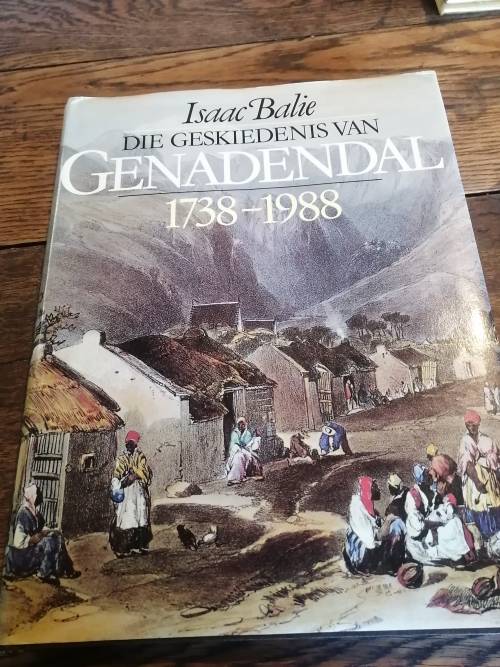 Isaac Balie
DIE GESKIEDENIS VAN
GENADENDAL
1738-1988